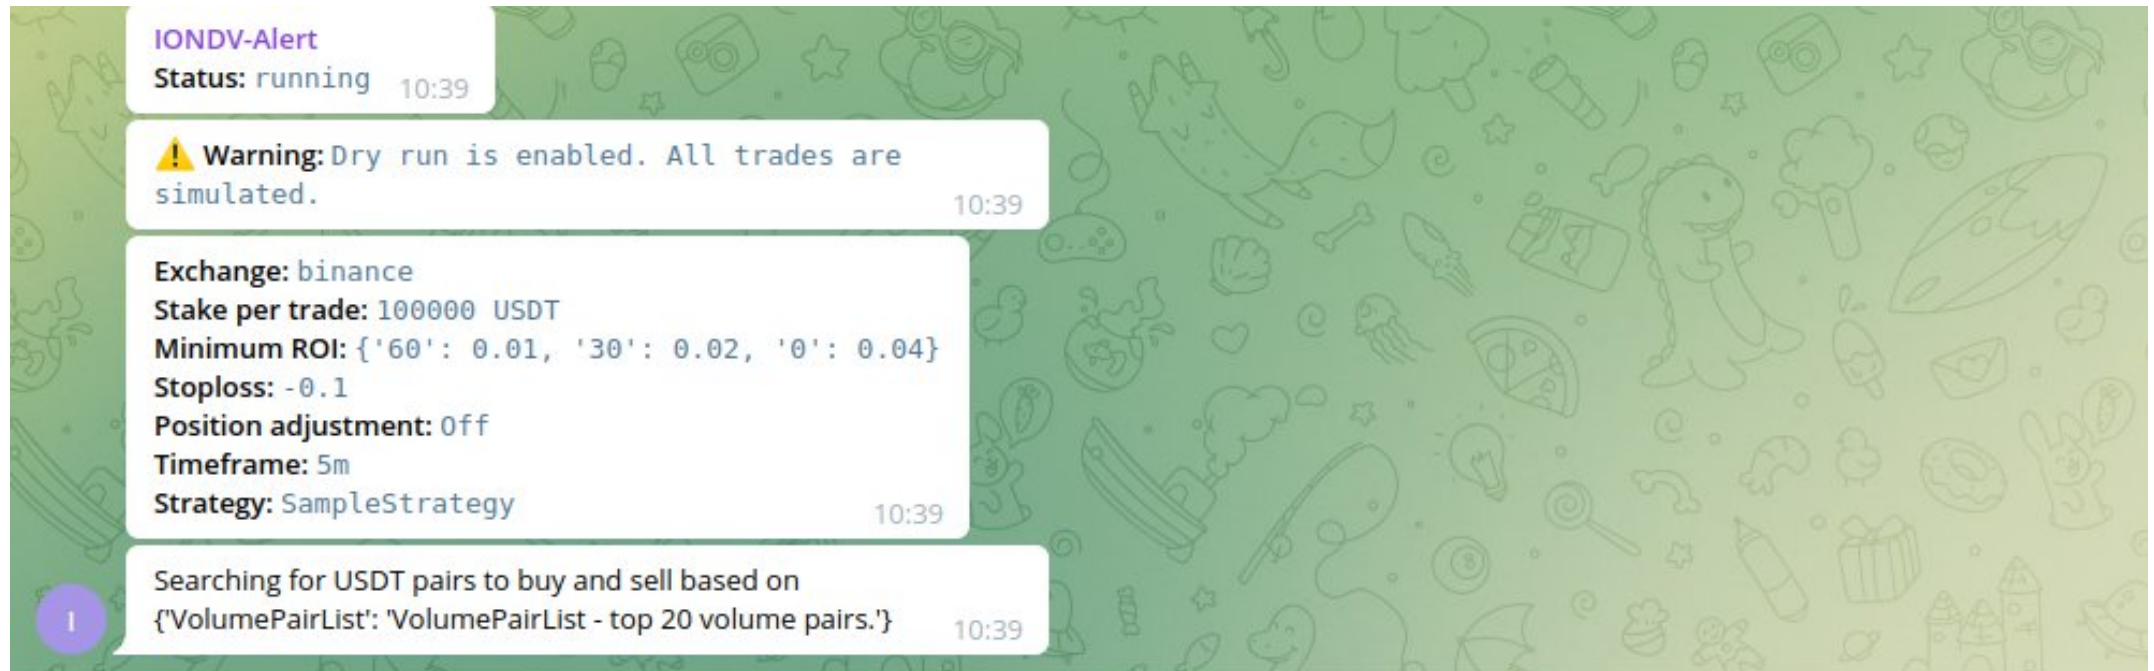 IONDV-Alert
Status: running 10:39
⚠️ Warning: Dry run is enabled. All trades are
simulated. 10:39
Exchange: binance
Stake per trade: 100000 USDT
Minimum ROI: {'60': 0.01, '30': 0.02, '0': 0.04}
Stoploss: -0.1
Position adjustment: Off
Timeframe: 5m
Strategy: SampleStrategy 10:39
Searching for USDT pairs to buy and sell based on
{'VolumePairList': 'VolumePairList - top 20 volume pairs.'} 10:39
I